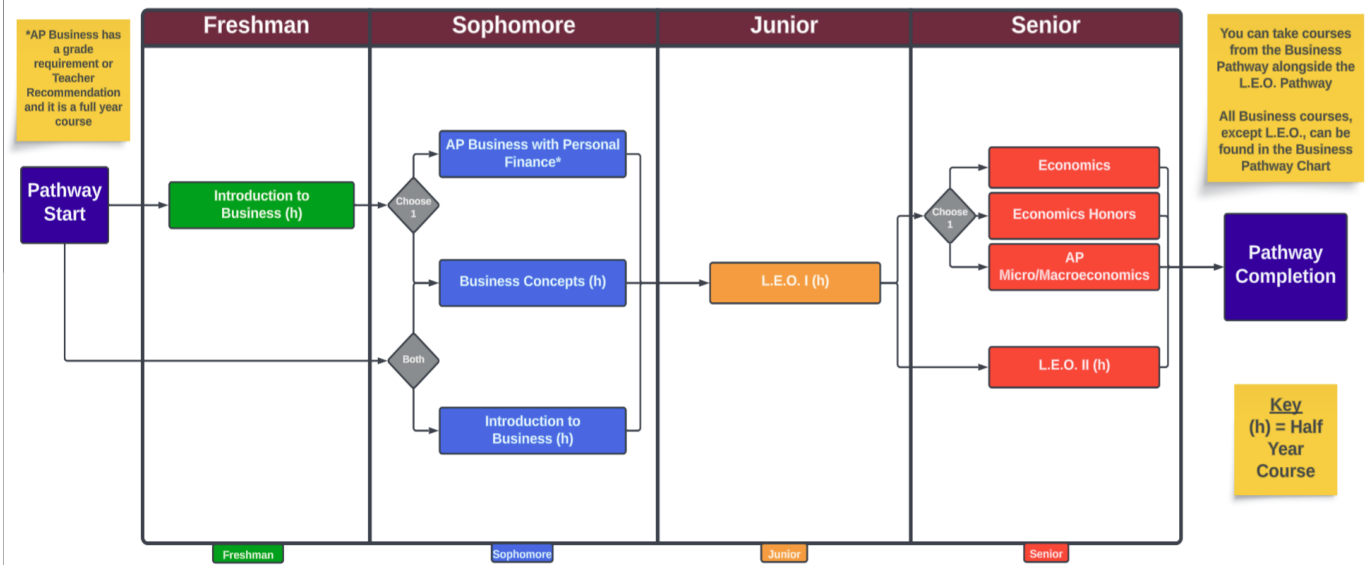 Freshman
Sophomore
Junior
Senior
*AP Business has
a grade
requirement or
Teacher
Recommendation
and it is a full year
course
You can take courses
from the Business
Pathway alongside the
L.E.O. Pathway
All Business courses,
except L.E.O., can be
found in the Business
Pathway Chart
Pathway
Start
Introduction to
Business (h)
Choose
1
AP Business with Personal
Finance*
Business Concepts (h)
Both
Introduction to
Business (h)
L.E.O. I (h)
Choose
1
Economics
Economics Honors
AP
Micro/Macroeconomics
L.E.O. II (h)
Pathway
Completion
Key
(h) = Half
Year
Course
Freshman
Sophomore
Junior
Senior